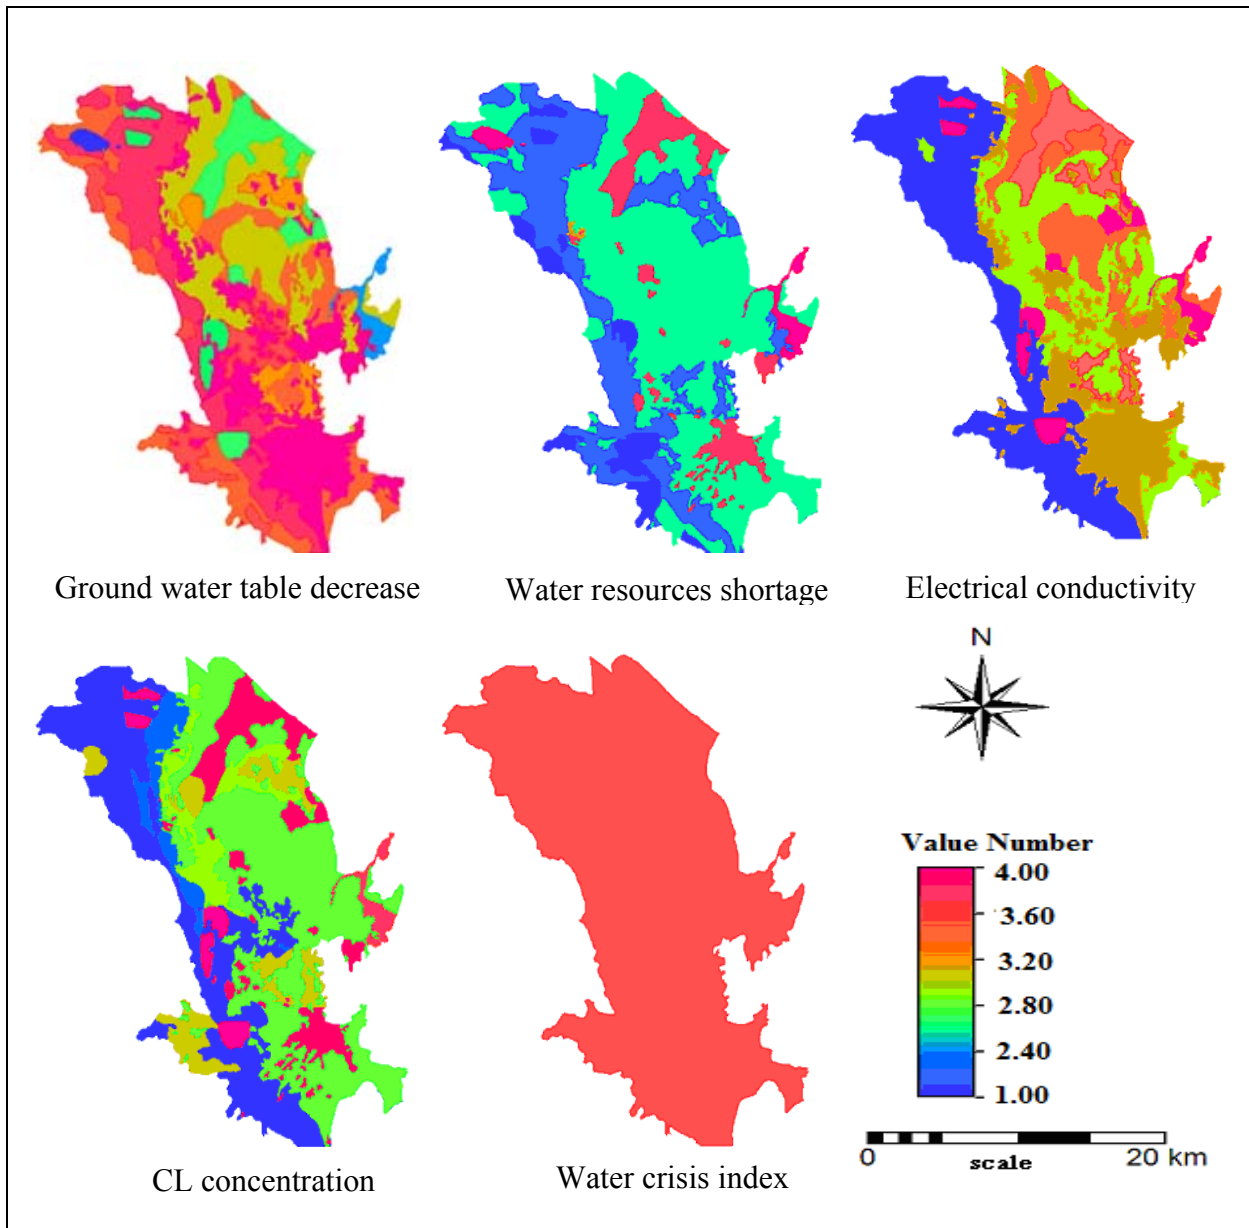 Ground water table decrease
Water resources shortage
Electrical conductivity
N
Value Number
4.00
3.60
3.20
2.80
2.40
1.00
0
scale
20 km
CL concentration
Water crisis index